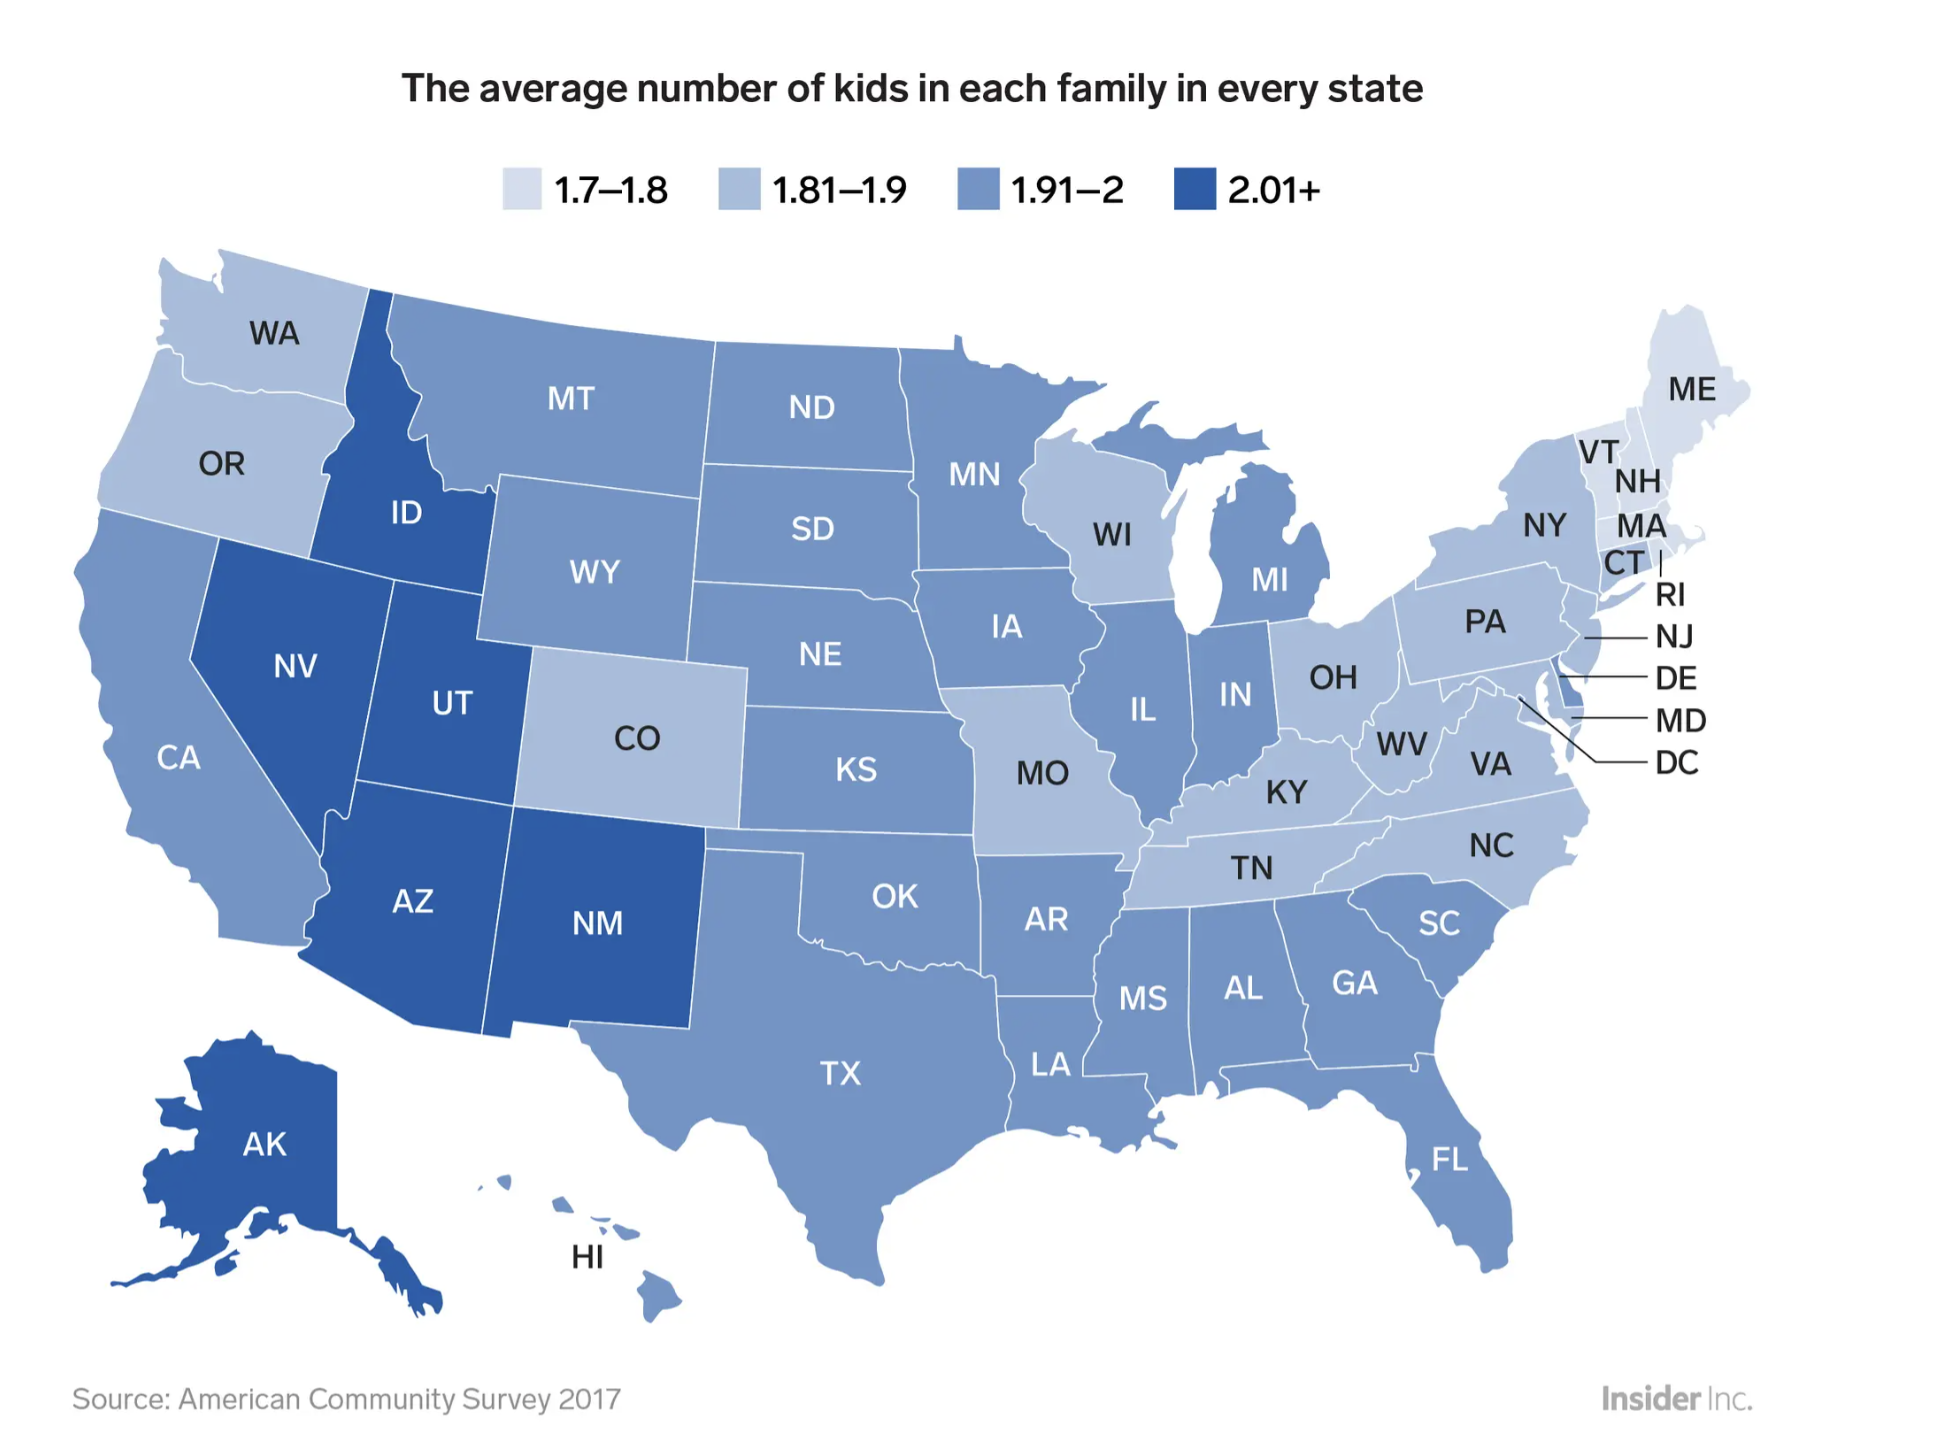 The average number of kids in each family in every state
1.7–1.8 1.81–1.9 1.91–2 2.01+
WA
ME
MT
ND
VT
OR
MN
NH
ID
NY
MA
SD
WI
CT
WY
MI
RI
PA
IA
NJ
NE
NV
OH
DE
IN
UT
IL
MD
CO
WV
CA
DC
VA
KS
MO
KY
NC
TN
OK
AZ
AR
NM
SC
GA
AL
MS
LA
TX
AK
FL
HI
Source: American Community Survey 2017
Insider Inc.